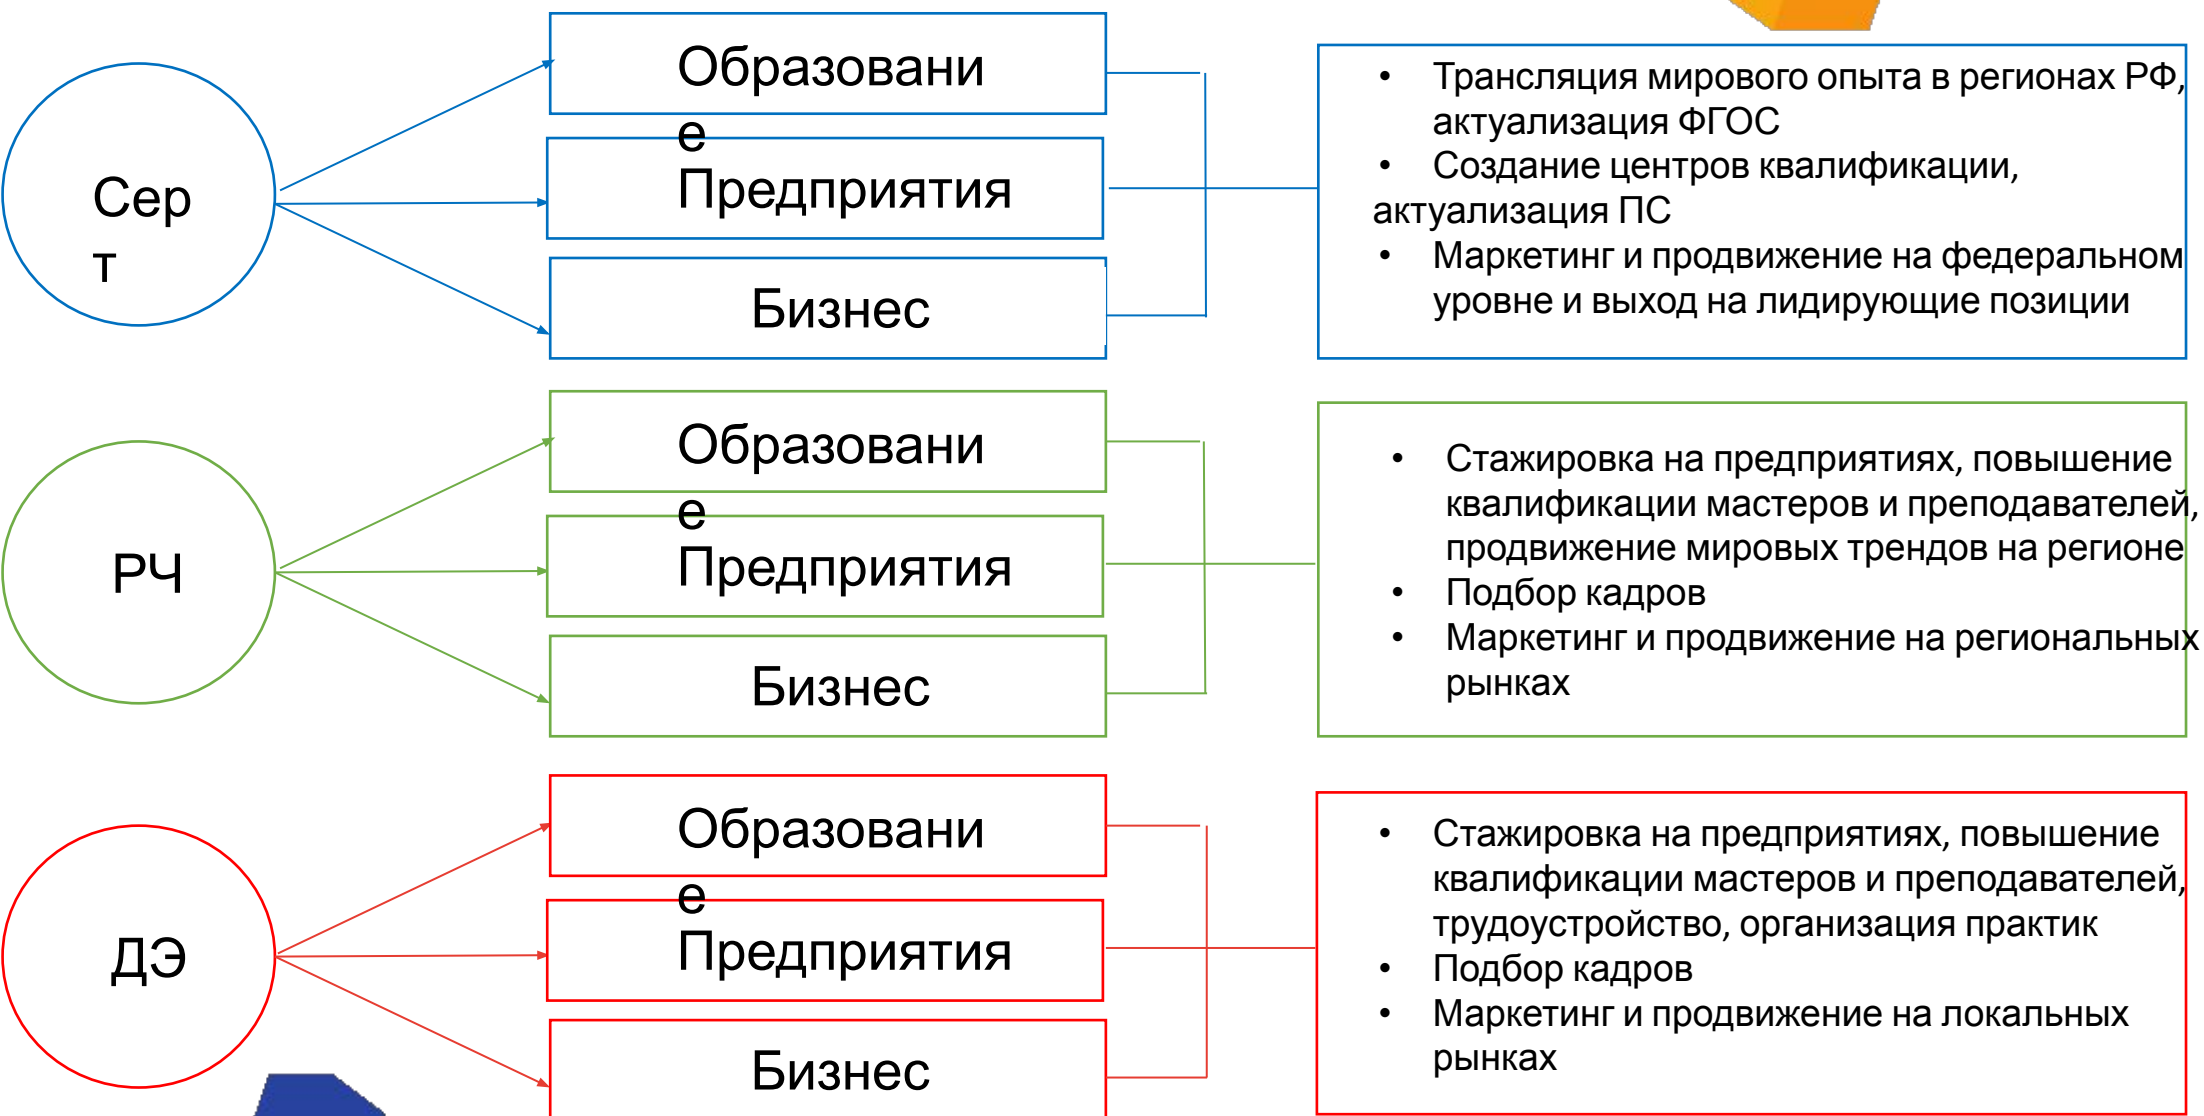 Сер
т
Образовани
е
Предприятия
Бизнес
• Трансляция мирового опыта в регионах РФ,
актуализация ФГОС
• Создание центров квалификации,
актуализация ПС
• Маркетинг и продвижение на федеральном
уровне и выход на лидирующие позиции
РЧ
Образовани
е
Предприятия
Бизнес
• Стажировка на предприятиях, повышение
квалификации мастеров и преподавателей,
продвижение мировых трендов на регионе
• Подбор кадров
• Маркетинг и продвижение на региональных
рынках
ДЭ
Образовани
е
Предприятия
Бизнес
• Стажировка на предприятиях, повышение
квалификации мастеров и преподавателей,
трудоустройство, организация практик
• Подбор кадров
• Маркетинг и продвижение на локальных
рынках